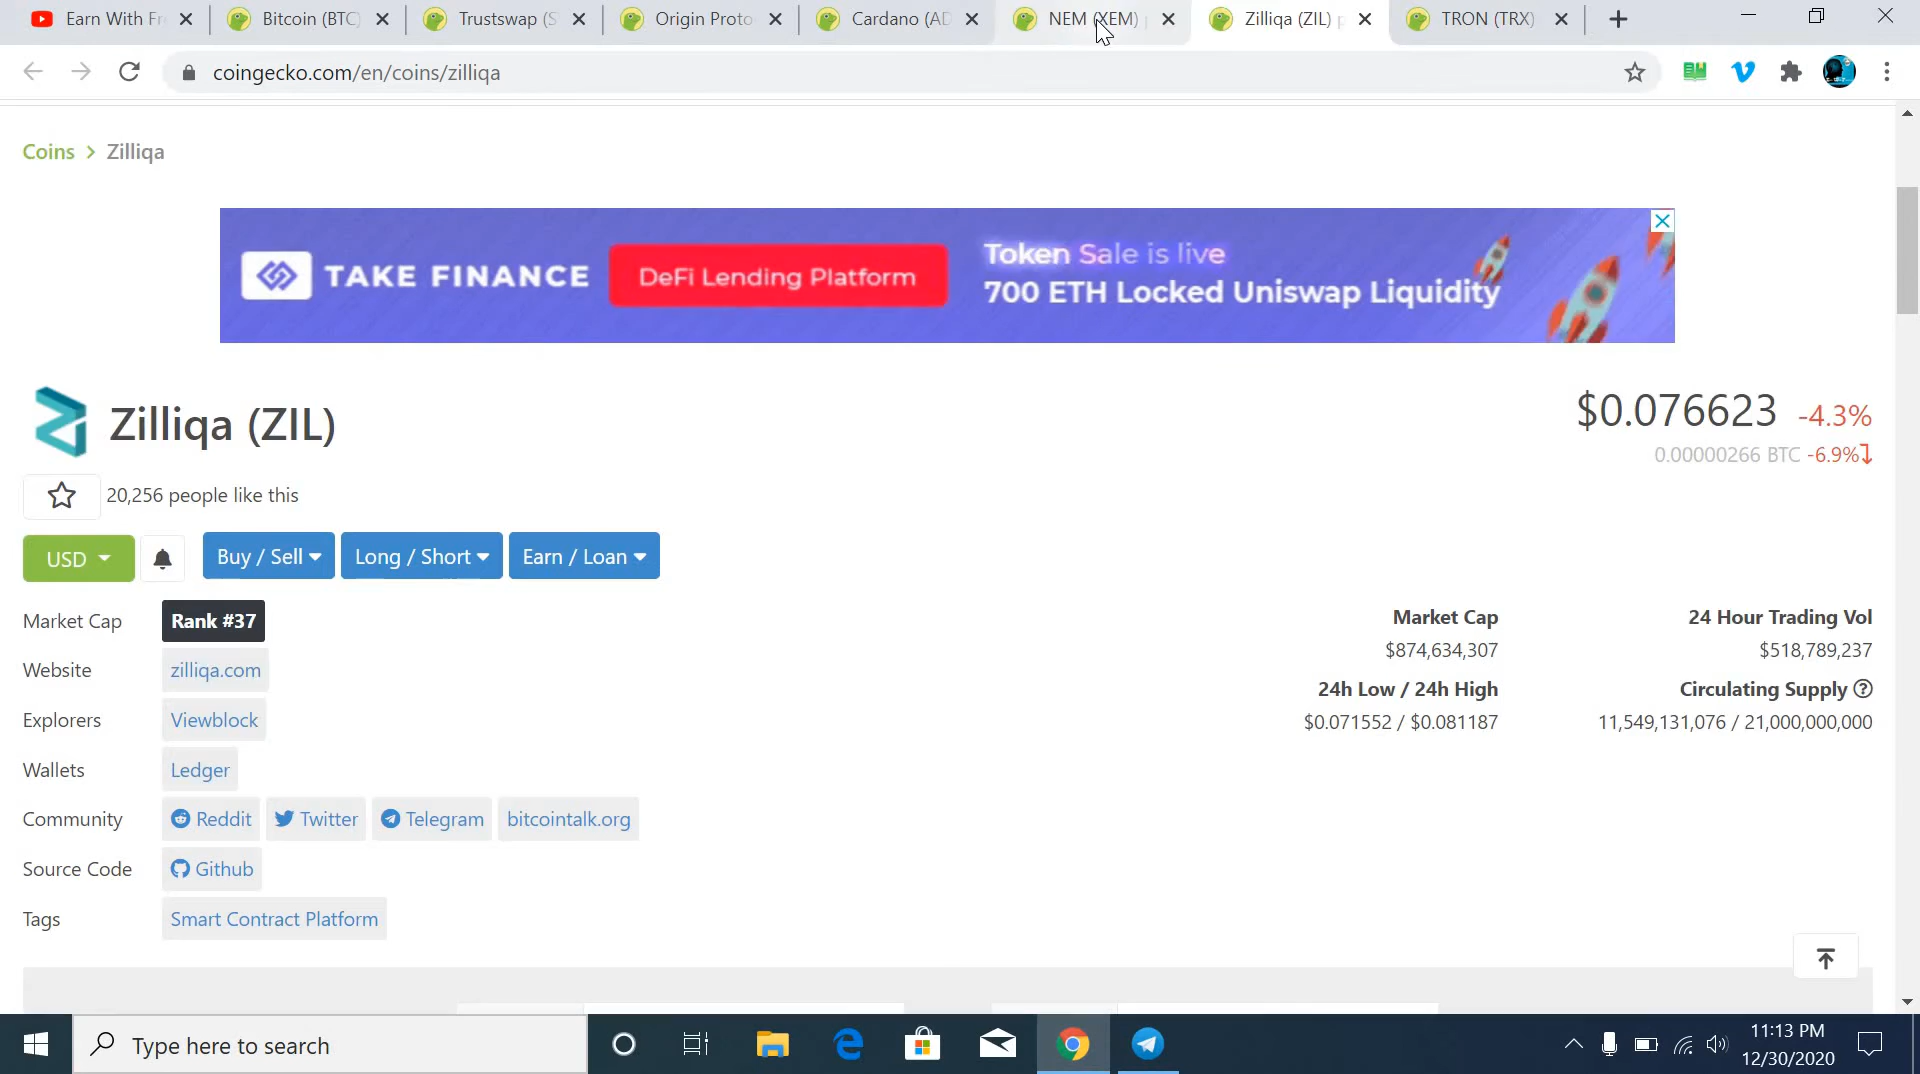 Earn With Fr
Bitcoin (BTC)
Trustswap (S
Origin Proto
Cardano (AD
NEM (XEM)
Zilliqa (ZIL) p
TRON (TRX)
coingecko.com/en/coins/zilliqa
Coins > Zilliqa
TAKE FINANCE
DeFi Lending Platform
Token Sale is live
700 ETH Locked Uniswap Liquidity
Zilliqa (ZIL)
$0.076623 -4.3%
0.00000266 BTC -6.9%
20,256 people like this
USD
Buy / Sell
Long / Short
Earn / Loan
Market Cap Rank #37
Website zilliqa.com
Explorers Viewblock
Wallets Ledger
Community Reddit Twitter Telegram bitcointalk.org
Source Code Github
Tags Smart Contract Platform
Market Cap
$874,634,307
24 Hour Trading Vol
$518,789,237
24h Low / 24h High
$0.071552 / $0.081187
Circulating Supply
11,549,131,076 / 21,000,000,000
Type here to search
11:13 PM
12/30/2020